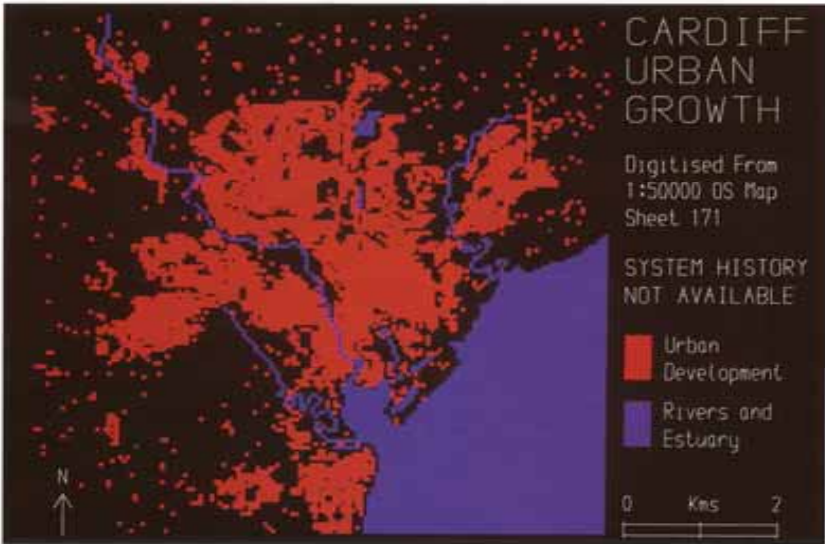 CARDIFF
URBAN
GROWTH
Digitised From
1:50000 OS Map
Sheet 171
SYSTEM HISTORY
NOT AVAILABLE
Urban
Development
Rivers and
Estuary
N
0 Kms 2